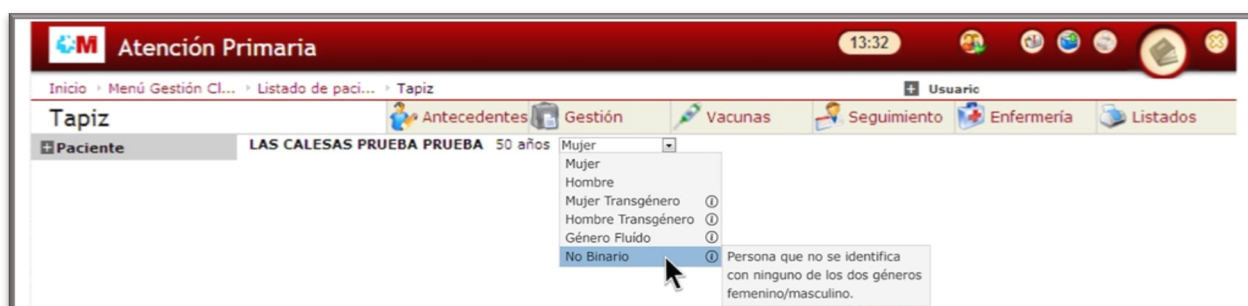 M Atención Primaria 13:32
Inicio › Menú Gestión Cl... › Listado de paci... › Tapiz + Usuario
Tapiz Antecedentes Gestión Vacunas Seguimiento Enfermería Listados
+ Paciente LAS CALESAS PRUEBA PRUEBA 50 años Mujer
Mujer
Hombre
Mujer Transgénero i
Hombre Transgénero i
Género Fluído i
No Binario i
Persona que no se identifica
con ninguno de los dos géneros
femenino/masculino.